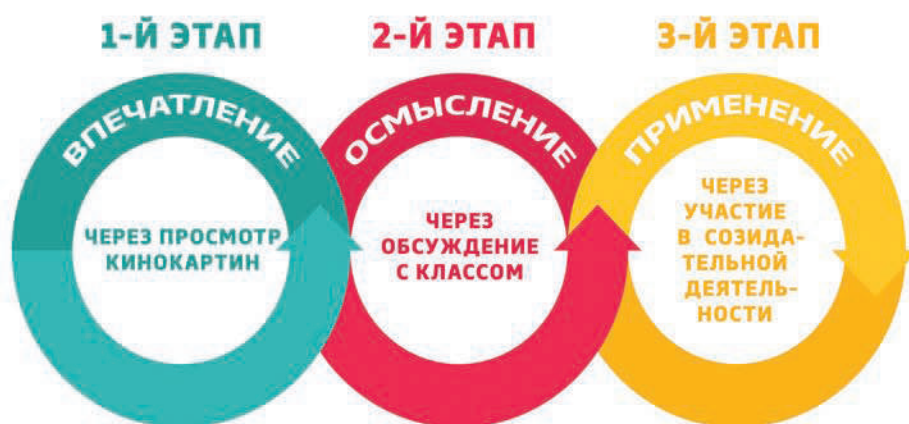 1-Й ЭТАП
2-Й ЭТАП
3-Й ЭТАП
ВПЕЧАТЛЕНИЕ
ЧЕРЕЗ ПРОСМОТР
КИНОКАРТИН
ОСМЫСЛЕНИЕ
ЧЕРЕЗ
ОБСУЖДЕНИЕ
С КЛАССОМ
ПРИМЕНЕНИЕ
ЧЕРЕЗ
УЧАСТИЕ
В СОЗИДА-
ТЕЛЬНОЙ
ДЕЯТЕЛЬ-
НОСТИ